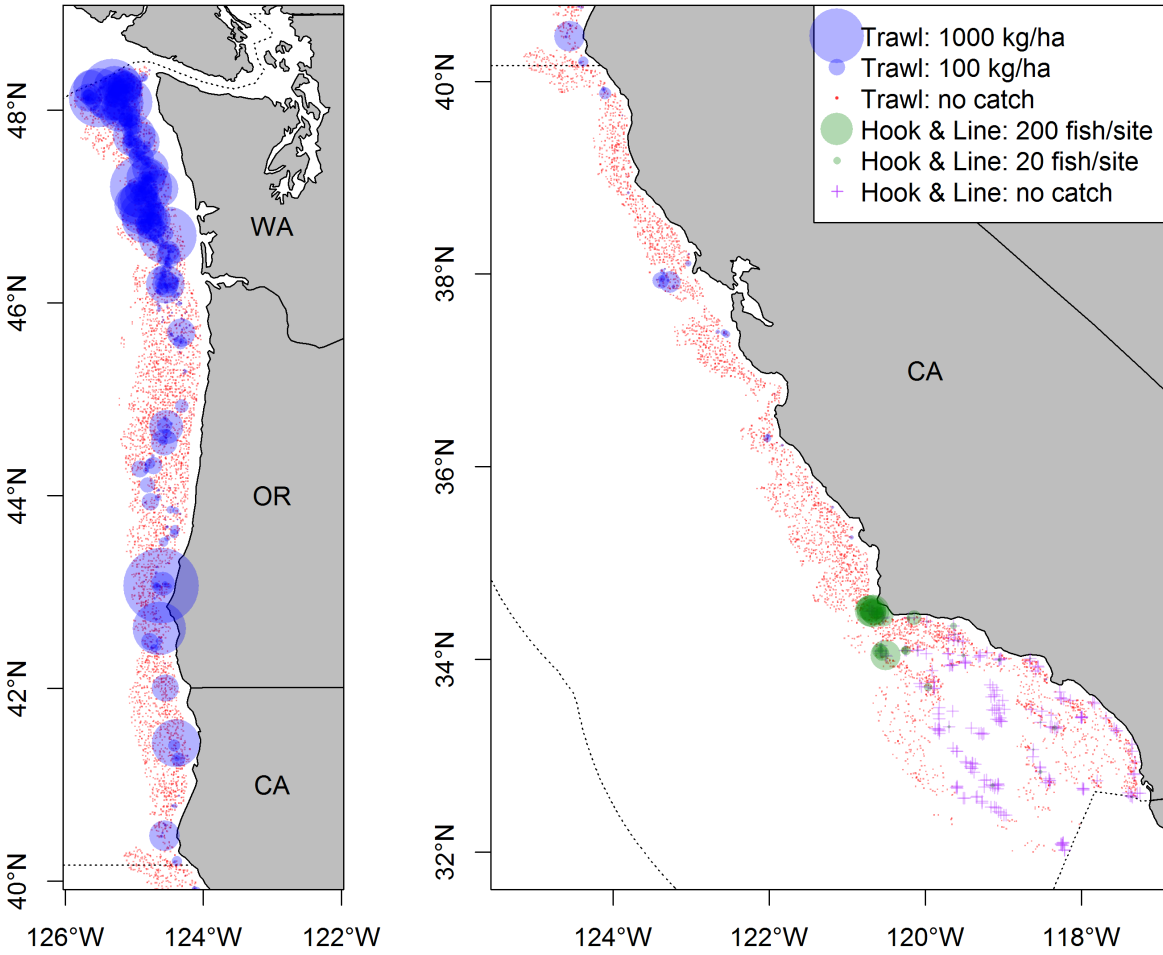 48°N
46°N
44°N
42°N
40°N
WA
OR
CA
126°W
124°W
122°W
Trawl: 1000 kg/ha
Trawl: 100 kg/ha
Trawl: no catch
Hook & Line: 200 fish/site
Hook & Line: 20 fish/site
Hook & Line: no catch
40°N
38°N
36°N
34°N
32°N
CA
124°W
122°W
120°W
118°W